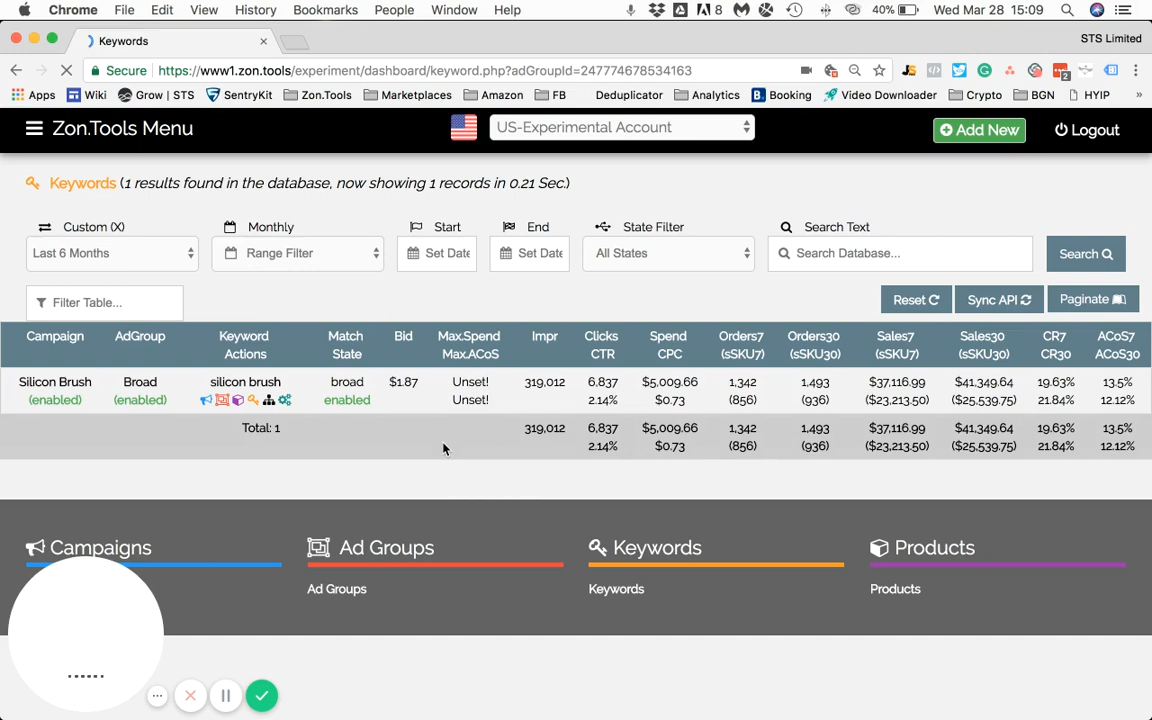 Chrome File Edit View History Bookmarks People Window Help 8 40% Wed Mar 28 15:09
Keywords STS Limited
Secure https://www1.zon.tools/experiment/dashboard/keyword.php?adGroupId=247774678534163
Apps Wiki Grow | STS SentryKit Zon.Tools Marketplaces Amazon FB Deduplicator Analytics Booking Video Downloader Crypto BGN HYIP »
Zon.Tools Menu US-Experimental Account Add New Logout
Keywords (1 results found in the database, now showing 1 records in 0.21 Sec.)
Custom (X) Monthly Start End State Filter Search Text
Last 6 Months Range Filter Set Date Set Date All States Search Database... Search
Filter Table... Reset Sync API Paginate
Campaign AdGroup Keyword Match Bid Max.Spend Impr Clicks Spend Orders7 Orders30 Sales7 Sales30 CR7 ACoS7
Actions State Max.ACoS CTR CPC (sSKU7) (sSKU30) (sSKU7) (sSKU30) CR30 ACoS30
Silicon Brush Broad silicon brush broad $1.87 Unset! 319,012 6,837 $5,009.66 1,342 1,493 $37,116.99 $41,349.64 19.63% 13.5%
(enabled) (enabled) enabled Unset! 2.14% $0.73 (856) (936) ($23,213.50) ($25,539.75) 21.84% 12.12%
Total: 1 319,012 6,837 $5,009.66 1,342 1,493 $37,116.99 $41,349.64 19.63% 13.5%
2.14% $0.73 (856) (936) ($23,213.50) ($25,539.75) 21.84% 12.12%
Campaigns Ad Groups Keywords Products
Ad Groups Keywords Products